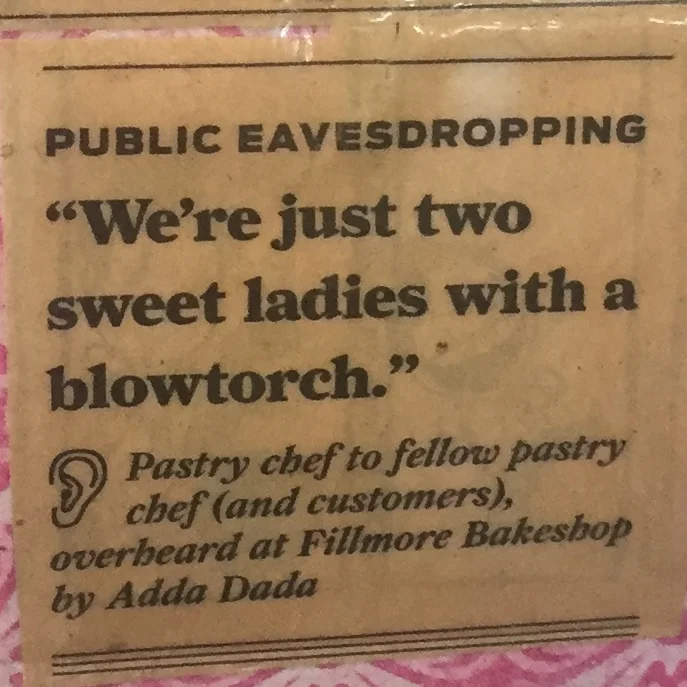 PUBLIC EAVESDROPPING
“We’re just two
sweet ladies with a
blowtorch.”
Pastry chef to fellow pastry
chef (and customers),
overheard at Fillmore Bakeshop
by Adda Dada